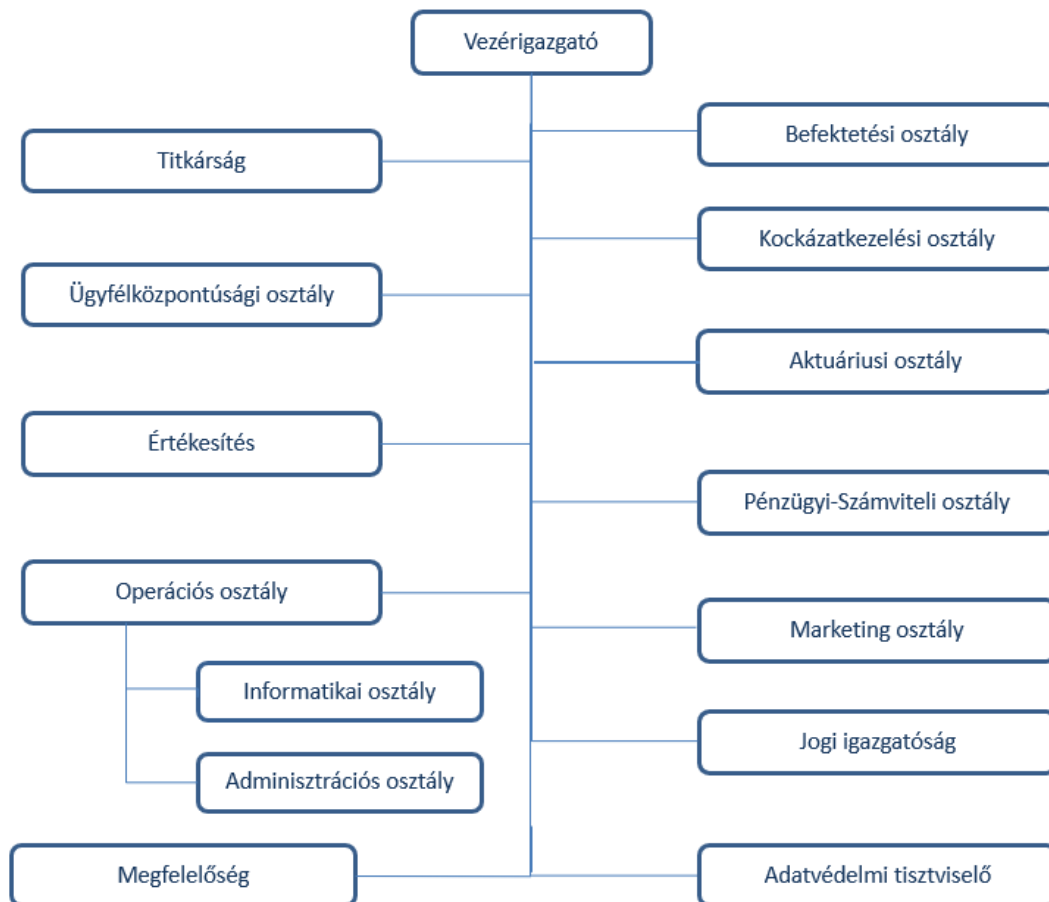 Vezérigazgató
Befektetési osztály
Titkárság
Kockázatkezelési osztály
Ügyfélközpontúsági osztály
Aktuáriusi osztály
Értékesítés
Pénzügyi-Számviteli osztály
Operációs osztály
Marketing osztály
Informatikai osztály
Jogi igazgatóság
Adminisztrációs osztály
Megfelelőség
Adatvédelmi tisztviselő